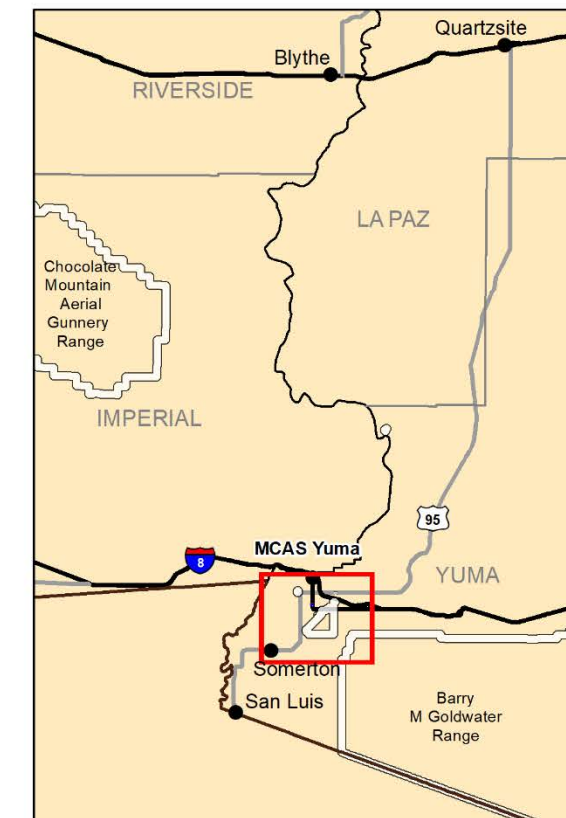 Quartzsite
Blythe
RIVERSIDE
LA PAZ
Chocolate
Mountain
Aerial
Gunnery
Range
IMPERIAL
95
MCAS Yuma
8
YUMA
Somerton
San Luis
Barry
M Goldwater
Range